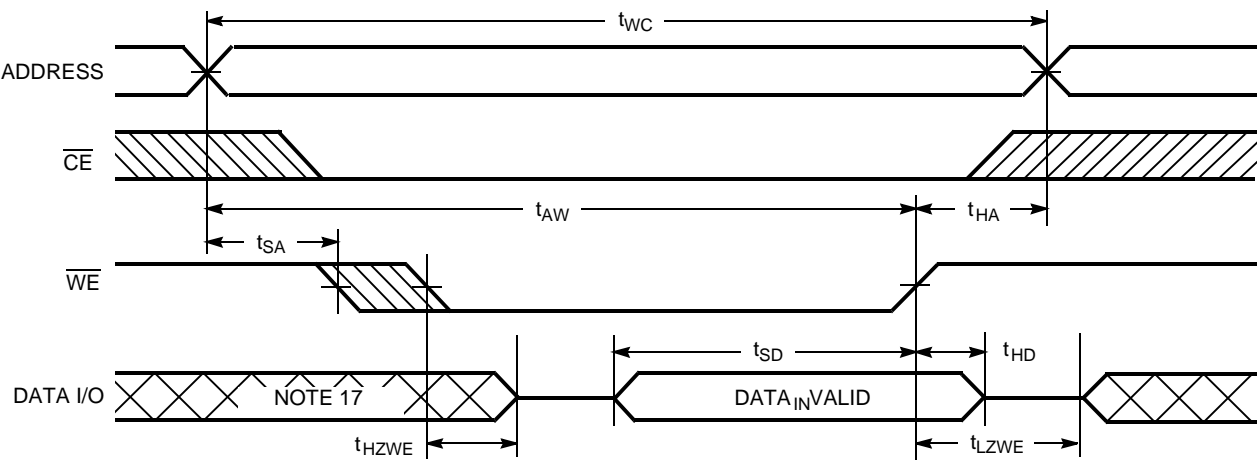 tWC
ADDRESS
CE
tAW
tHA
tSA
WE
tSD
tHD
DATA I/O
NOTE 17
DATAINVALID
tHZWE
tLZWE